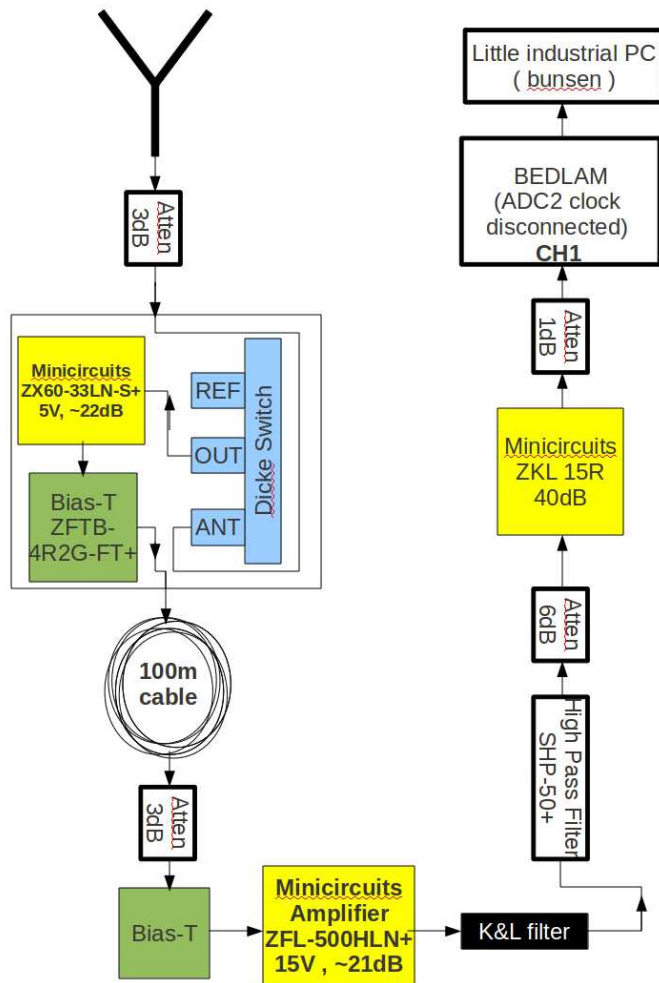 Atten
3dB
Minicircuits
ZX60-33LN-S+
5V, ~22dB
REF
OUT
ANT
Dicke Switch
Bias-T
ZFTB-
4R2G-FT+
100m
cable
Atten
3dB
Bias-T
Minicircuits
Amplifier
ZFL-500HLN+
15V , ~21dB
K&L filter
High Pass Filter
SHP-50+
Atten
6dB
Minicircuits
ZKL 15R
40dB
Atten
1dB
BEDLAM
(ADC2 clock
disconnected)
CH1
Little industrial PC
( bunsen )